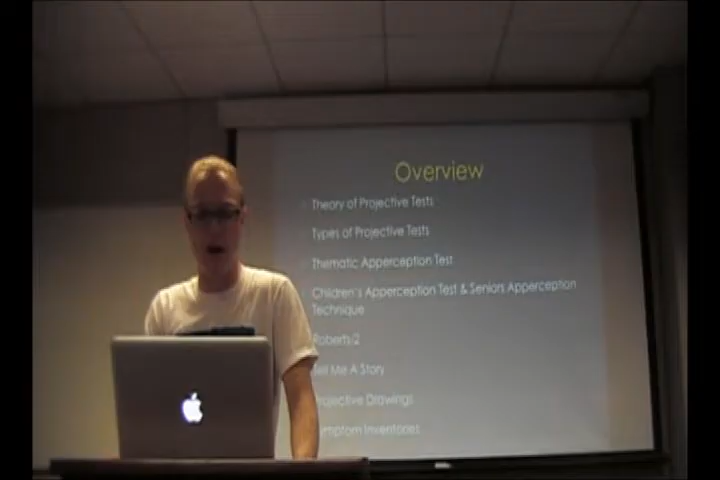 Overview
Theory of Projective Tests
Types of Projective Tests
Thematic Apperception Test
Children's Apperception Test & Seniors Apperception
Technique
Roberts-2
Tell Me A Story
Projective Drawings
Symptom Inventories